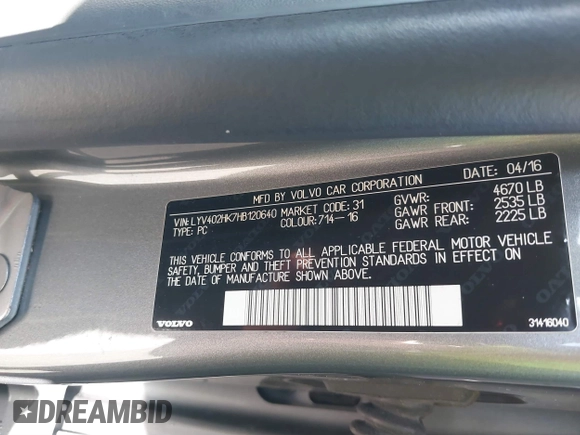 MFD BY VOLVO CAR CORPORATION DATE: 04/16
VIN: LYV402HK7HB120640 MARKET CODE: 31 GVWR: 4670 LB
TYPE: PC COLOUR: 714-16 GAWR FRONT: 2535 LB
GAWR REAR: 2225 LB
THIS VEHICLE CONFORMS TO ALL APPLICABLE FEDERAL MOTOR VEHICLE
SAFETY, BUMPER AND THEFT PREVENTION STANDARDS IN EFFECT ON
THE DATE OF MANUFACTURE SHOWN ABOVE.
VOLVO 31416040
DREAMBID